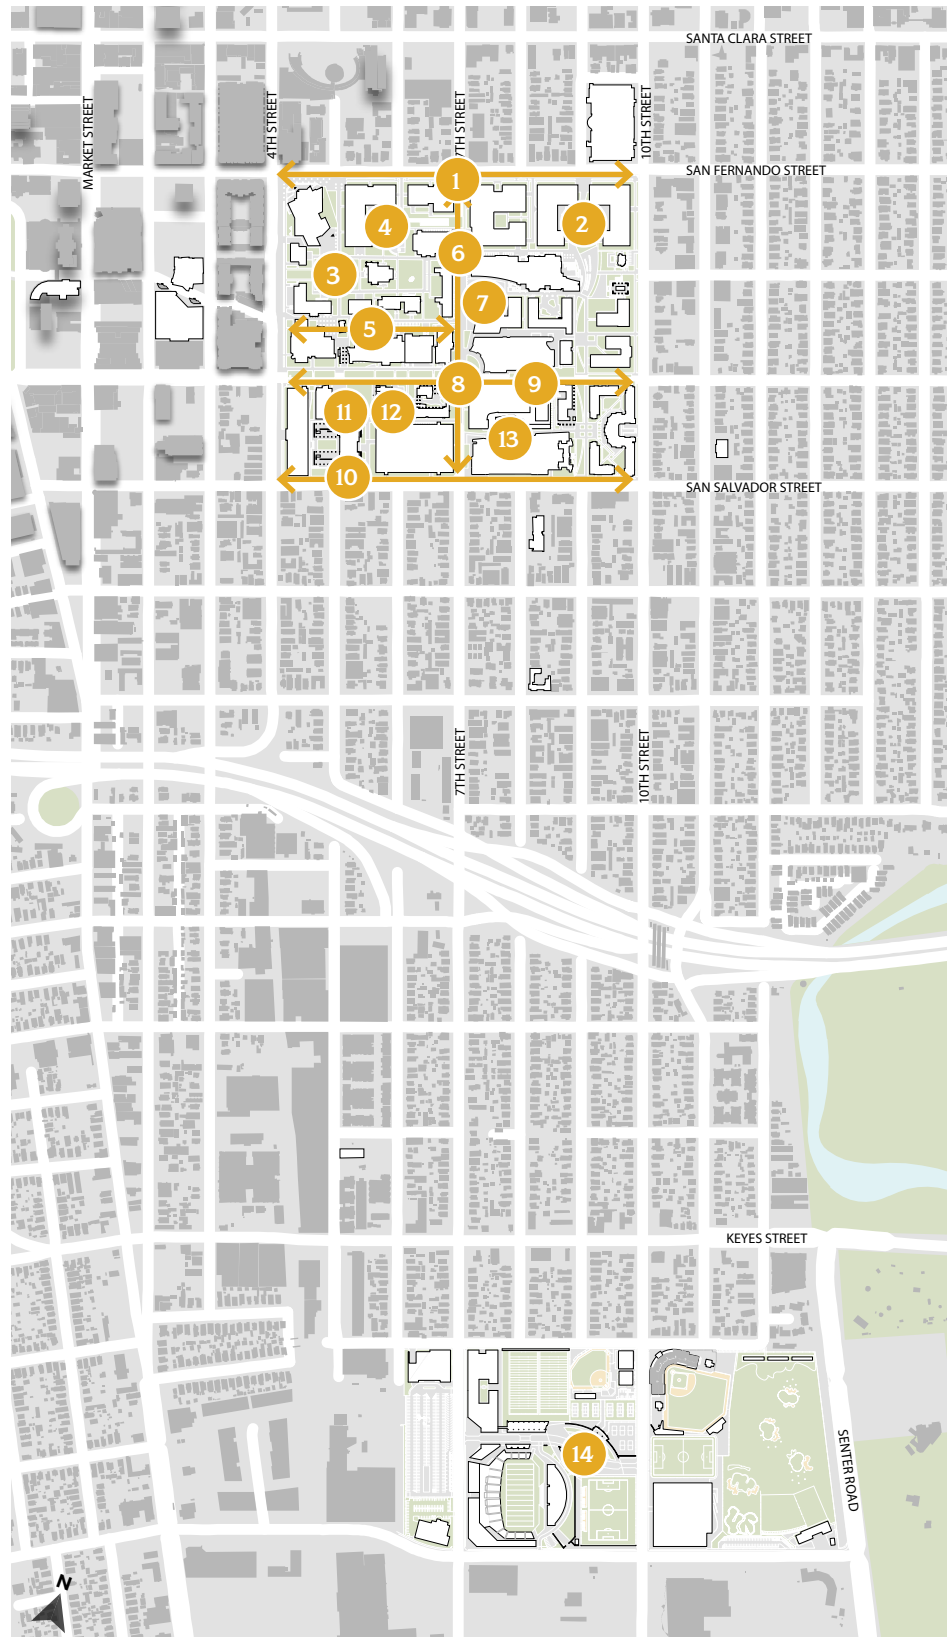 SANTA CLARA STREET
MARKET STREET
4TH STREET
7TH STREET
10TH STREET
SAN FERNANDO STREET
1
2
4
6
3
7
5
8
9
11
12
13
10
SAN SALVADOR STREET
7TH STREET
10TH STREET
KEYES STREET
SENTER ROAD
14
N